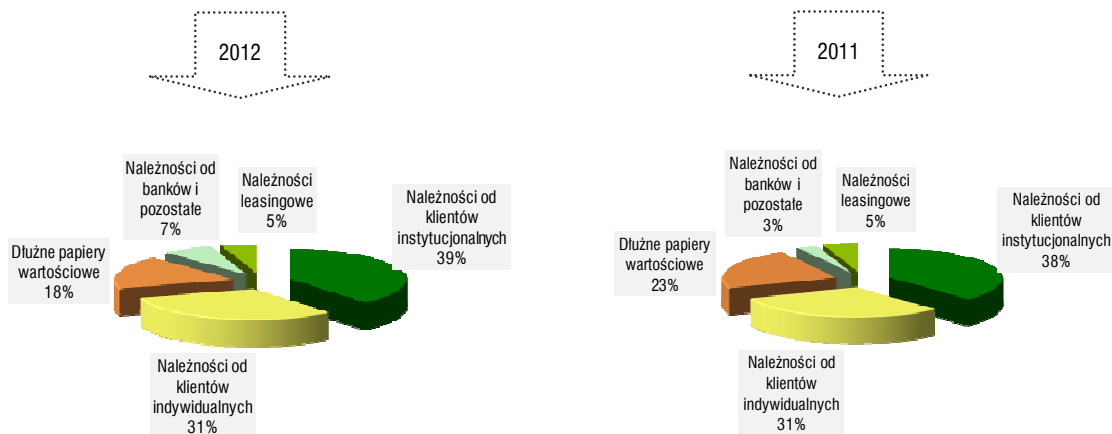 2012
Należności od
banków i
pozostałe
7%
Należności
leasingowe
5%
Należności od
klientów
instytucjonalnych
39%
Dłużne papiery
wartościowe
18%
Należności od
klientów
indywidualnych
31%
2011
Należności od
banków i
pozostałe
3%
Należności
leasingowe
5%
Należności od
klientów
instytucjonalnych
38%
Dłużne papiery
wartościowe
23%
Należności od
klientów
indywidualnych
31%